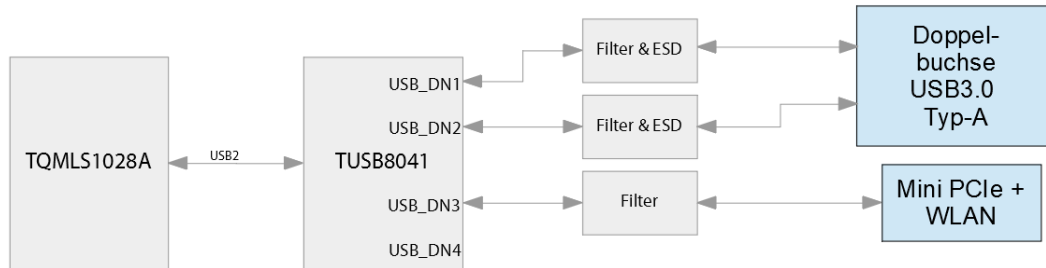 TQMLS1028A
USB2
TUSB8041
USB_DN1
USB_DN2
USB_DN3
USB_DN4
Filter & ESD
Filter & ESD
Filter
Doppel-
buchse
USB3.0
Typ-A
Mini PCIe +
WLAN